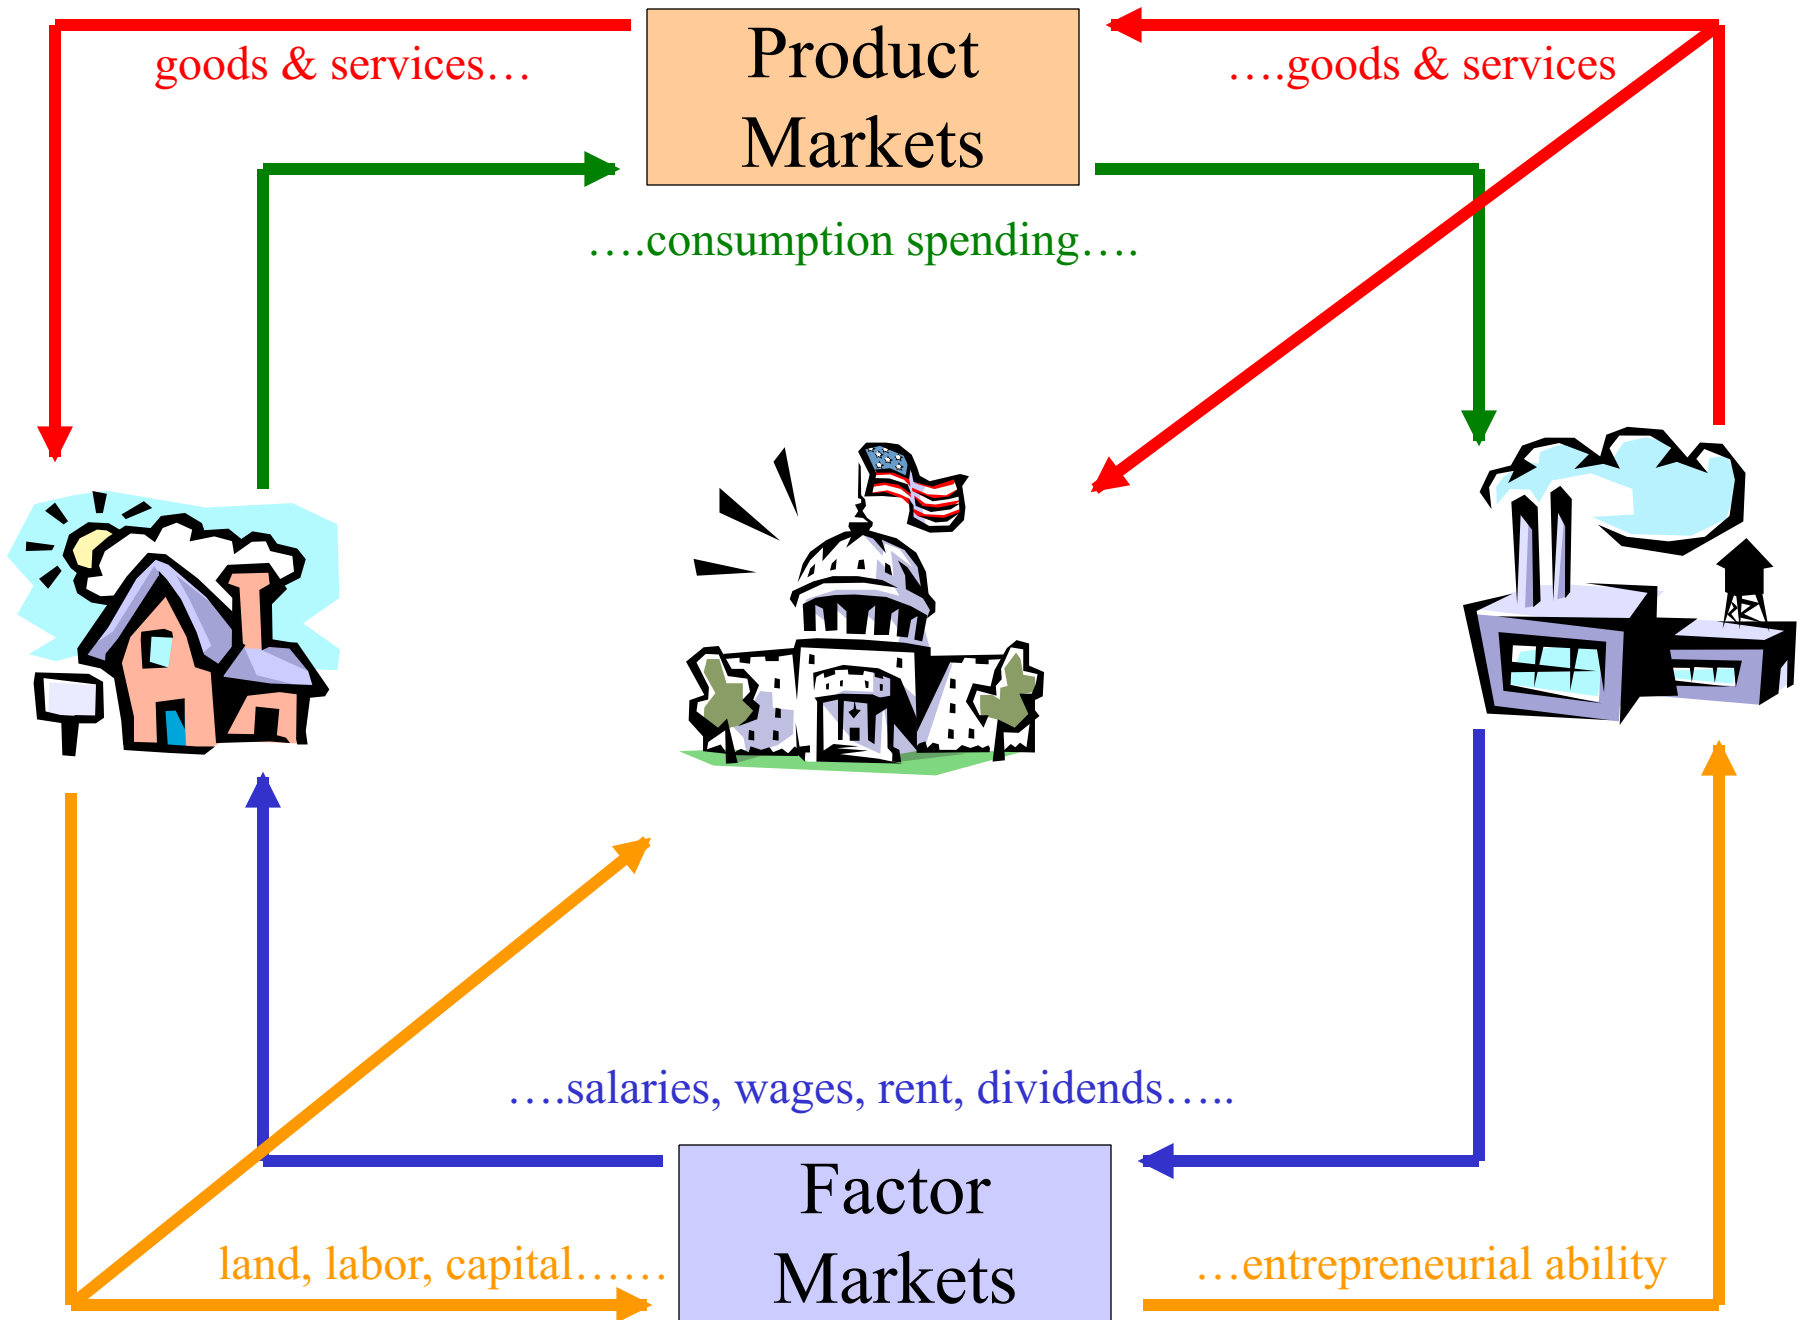 Product
Markets
goods & services…
….goods & services
….consumption spending….
….salaries, wages, rent, dividends…..
Factor
Markets
land, labor, capital……
…entrepreneurial ability